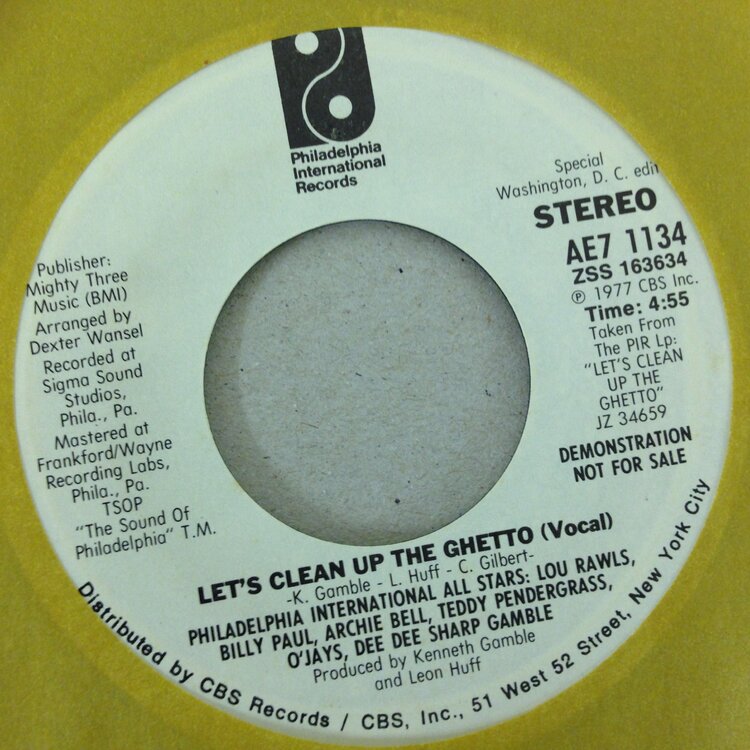 Philadelphia
International
Records
Special
Washington, D. C. edit
STEREO
AE7 1134
ZSS 163634
℗ 1977 CBS Inc.
Time: 4:55
Taken From
The PIR Lp:
"LET'S CLEAN
UP THE
GHETTO"
JZ 34659
DEMONSTRATION
NOT FOR SALE
Publisher:
Mighty Three
Music (BMI)
Arranged by
Dexter Wansel
Recorded at
Sigma Sound
Studios,
Phila., Pa.
Mastered at
Frankford/Wayne
Recording Labs,
Phila., Pa.
TSOP
"The Sound Of
Philadelphia" T.M.
LET'S CLEAN UP THE GHETTO (Vocal)
-K. Gamble - L. Huff - C. Gilbert-
PHILADELPHIA INTERNATIONAL ALL STARS: LOU RAWLS,
BILLY PAUL, ARCHIE BELL, TEDDY PENDERGRASS,
O'JAYS, DEE DEE SHARP GAMBLE
Produced by Kenneth Gamble
and Leon Huff
Distributed by CBS Records / CBS, Inc., 51 West 52 Street, New York City